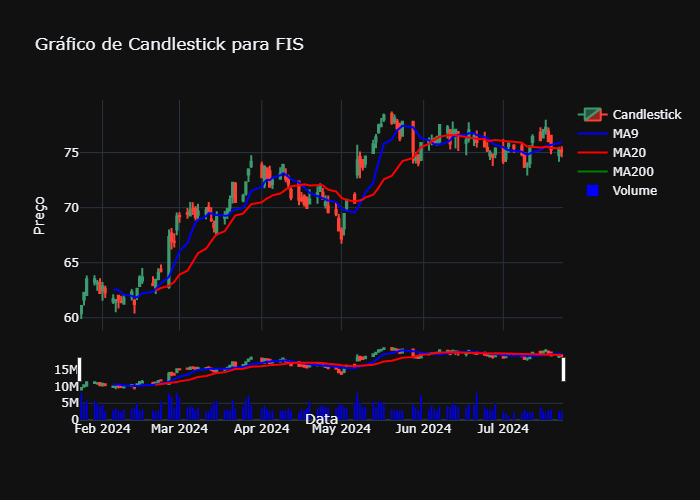 Gráfico de Candlestick para FIS
Candlestick
MA9
MA20
MA200
Volume
Preço
75
70
65
60
15M
10M
5M
0
Feb 2024 Mar 2024 Apr 2024 May 2024 Jun 2024 Jul 2024
Data